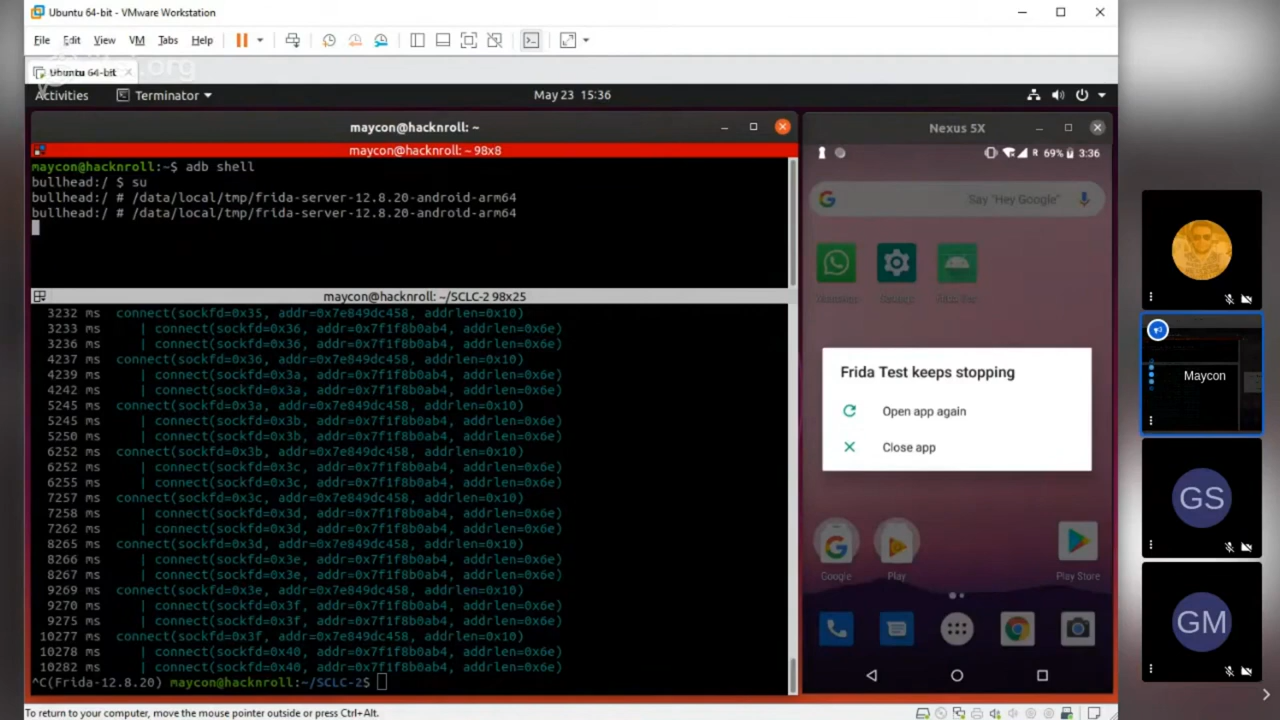 Ubuntu 64-bit - VMware Workstation
File Edit View VM Tabs Help
Ubuntu 64-bit
.org
Activities Terminator May 23 15:36
maycon@hacknroll: ~
maycon@hacknroll: ~ 98x8
maycon@hacknroll:~$ adb shell
bullhead:/ $ su
bullhead:/ # /data/local/tmp/frida-server-12.8.20-android-arm64
bullhead:/ # /data/local/tmp/frida-server-12.8.20-android-arm64
maycon@hacknroll: ~/SCLC-2 98x25
3232 ms connect(sockfd=0x35, addr=0x7e849dc458, addrlen=0x10)
3233 ms | connect(sockfd=0x36, addr=0x7f1f8b0ab4, addrlen=0x6e)
3236 ms | connect(sockfd=0x36, addr=0x7f1f8b0ab4, addrlen=0x6e)
4237 ms connect(sockfd=0x36, addr=0x7e849dc458, addrlen=0x10)
4239 ms | connect(sockfd=0x3a, addr=0x7f1f8b0ab4, addrlen=0x6e)
4242 ms | connect(sockfd=0x3a, addr=0x7f1f8b0ab4, addrlen=0x6e)
5245 ms connect(sockfd=0x3a, addr=0x7e849dc458, addrlen=0x10)
5245 ms | connect(sockfd=0x3b, addr=0x7f1f8b0ab4, addrlen=0x6e)
5250 ms | connect(sockfd=0x3b, addr=0x7f1f8b0ab4, addrlen=0x6e)
6252 ms connect(sockfd=0x3b, addr=0x7e849dc458, addrlen=0x10)
6252 ms | connect(sockfd=0x3c, addr=0x7f1f8b0ab4, addrlen=0x6e)
6255 ms | connect(sockfd=0x3c, addr=0x7f1f8b0ab4, addrlen=0x6e)
7257 ms connect(sockfd=0x3c, addr=0x7e849dc458, addrlen=0x10)
7258 ms | connect(sockfd=0x3d, addr=0x7f1f8b0ab4, addrlen=0x6e)
7262 ms | connect(sockfd=0x3d, addr=0x7f1f8b0ab4, addrlen=0x6e)
8265 ms connect(sockfd=0x3d, addr=0x7e849dc458, addrlen=0x10)
8266 ms | connect(sockfd=0x3e, addr=0x7f1f8b0ab4, addrlen=0x6e)
8267 ms | connect(sockfd=0x3e, addr=0x7f1f8b0ab4, addrlen=0x6e)
9269 ms connect(sockfd=0x3e, addr=0x7e849dc458, addrlen=0x10)
9270 ms | connect(sockfd=0x3f, addr=0x7f1f8b0ab4, addrlen=0x6e)
9275 ms | connect(sockfd=0x3f, addr=0x7f1f8b0ab4, addrlen=0x6e)
10277 ms connect(sockfd=0x3f, addr=0x7e849dc458, addrlen=0x10)
10278 ms | connect(sockfd=0x40, addr=0x7f1f8b0ab4, addrlen=0x6e)
10282 ms | connect(sockfd=0x40, addr=0x7f1f8b0ab4, addrlen=0x6e)
^C(Frida-12.8.20) maycon@hacknroll:~/SCLC-2$
Nexus 5X
R 69% 3:36
Say "Hey Google"
WhatsApp Settings Frida Test
Frida Test keeps stopping
Open app again
Close app
Google Play Play Store
Maycon
GS
GM
To return to your computer, move the mouse pointer outside or press Ctrl+Alt.